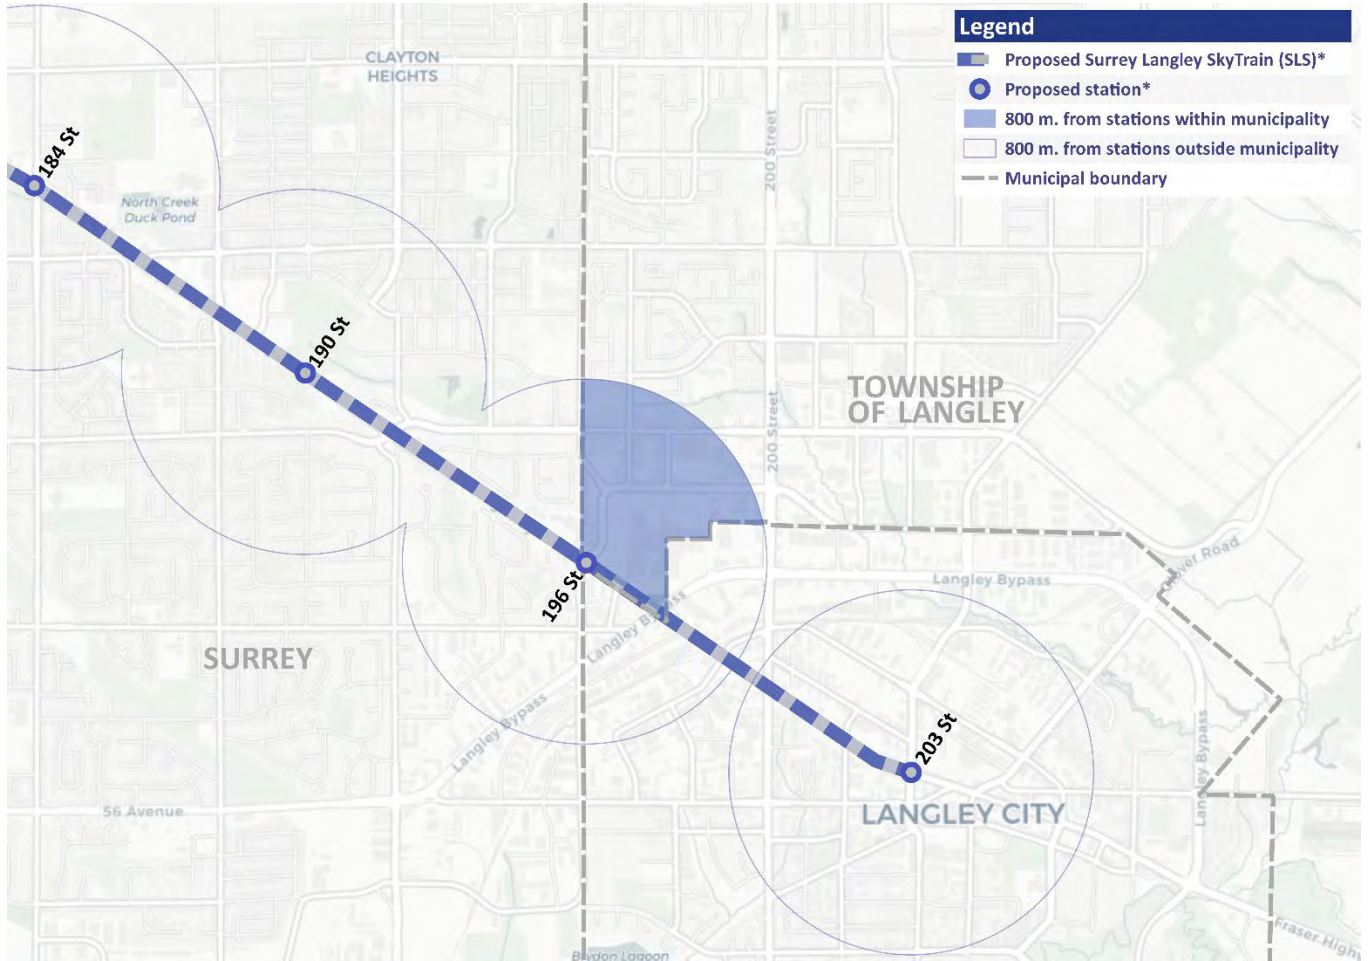 Legend
Proposed Surrey Langley SkyTrain (SLS)*
Proposed station*
800 m. from stations within municipality
800 m. from stations outside municipality
Municipal boundary
CLAYTON
HEIGHTS
200 Street
184 St
North Creek
Duck Pond
190 St
TOWNSHIP
OF LANGLEY
200 Street
196 St
Langley Bypass
Langley Bypass
SURREY
Langley Bypass
203 St
Langley Bypass
56 Avenue
LANGLEY CITY
Fraser High
Brydon Lagoon